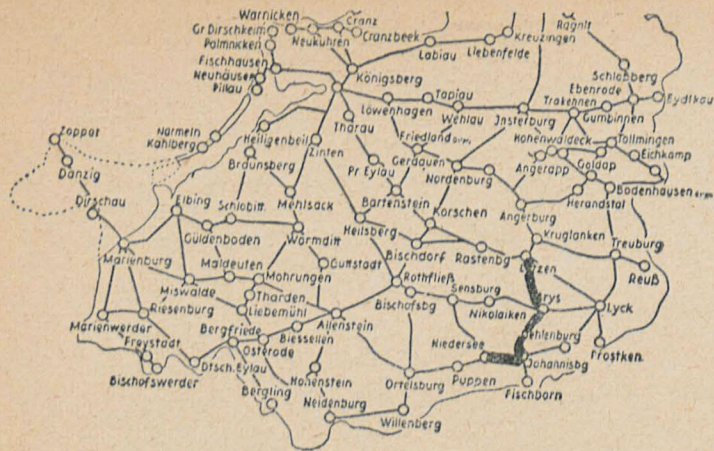 Warnicken
Cranz
Ragnit
Gr Dirschkeim
Neukuhren
Cranzbeek
Kreuzingen
Palmnicken
Labiau
Liebenfelde
Schloßberg
Fischhausen
Neuhäuser
Königsberg
Ebenrode
Eydtkau
Pillau
Tapiau
Trakehnen
Gumbinnen
Löwenhagen
Wehlau
Insterburg
Zoppot
Narmeln
Kahlberg
Heiligenbeil
Tharau
Friedland
Hohenwaldeck
Tollmingen
Danzig
Braunsberg
Zinten
Gerdauen
Angerapp
Goldap
Eichkamp
Pr Eylau
Nordenburg
Dirschau
Elbing
Schlobitt.
Mehlsack
Bartenstein
Korschen
Herandstal
Bodenhausen
Angerburg
Güldenboden
Wormditt
Heilsberg
Kruglanken
Treuburg
Marienburg
Maldeuten
Guttstadt
Bischdorf
Rastenbg
Lötzen
Reuß
Miswalde
Mohrungen
Rothfließ
Sensburg
Tharden
Bischofsbg
Nikolaiken
rys
Lyck
Marienwerder
Riesenburg
Liebemühl
Allenstein
Freystadt
Bergfriede
Biessellen
Niedersee
ehlenburg
Prostken
Bischofswerder
Osterode
Dtsch.Eylau
Hohenstein
Ortelsburg
Puppen
Johannisbg
Bergling
Neidenburg
Willenberg
Fischborn